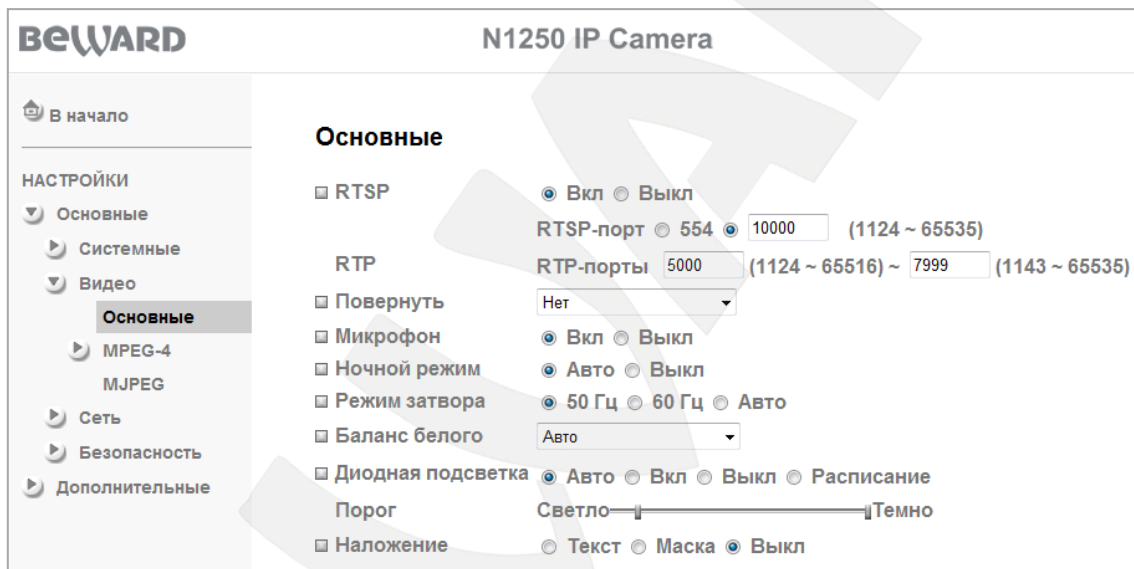 BEWARD
N1250 IP Camera
В начало
НАСТРОЙКИ
Основные
Системные
Видео
Основные
MPEG-4
MJPEG
Сеть
Безопасность
Дополнительные
Основные
RTSP Вкл Выкл
RTSP-порт 554 10000 (1124 ~ 65535)
RTP RTP-порты 5000 (1124 ~ 65516) ~ 7999 (1143 ~ 65535)
Повернуть Нет
Микрофон Вкл Выкл
Ночной режим Авто Выкл
Режим затвора 50 Гц 60 Гц Авто
Баланс белого Авто
Диодная подсветка Авто Вкл Выкл Расписание
Порог Светло Темно
Наложение Текст Маска Выкл